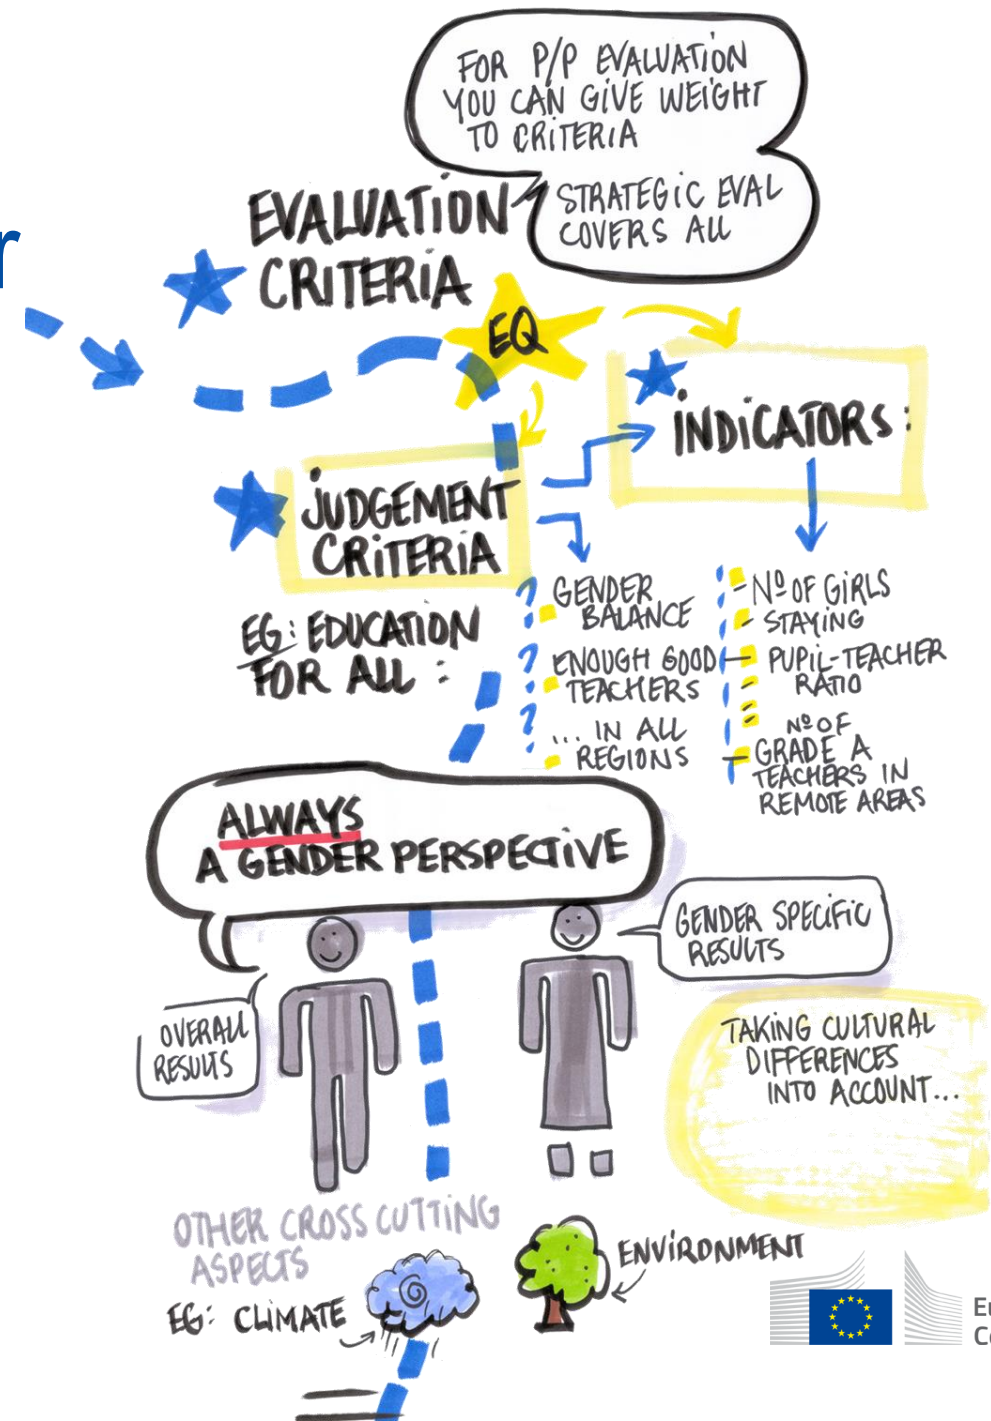 r
FOR P/P EVALUATION
YOU CAN GIVE WEIGHT
TO CRITERIA
STRATEGIC EVAL
COVERS ALL
EVALUATION
CRITERIA
EQ
INDICATORS:
JUDGEMENT
CRITERIA
EG: EDUCATION
FOR ALL :
? GENDER
BALANCE
? ENOUGH GOOD
TEACHERS
? ... IN ALL
REGIONS
- Nº OF GIRLS
- STAYING
- PUPIL-TEACHER
RATIO
Nº OF
GRADE A
TEACHERS IN
REMOTE AREAS
ALWAYS
A GENDER PERSPECTIVE
GENDER SPECIFIC
RESULTS
OVERALL
RESULTS
TAKING CULTURAL
DIFFERENCES
INTO ACCOUNT...
OTHER CROSS CUTTING
ASPECTS
EG: CLIMATE
ENVIRONMENT